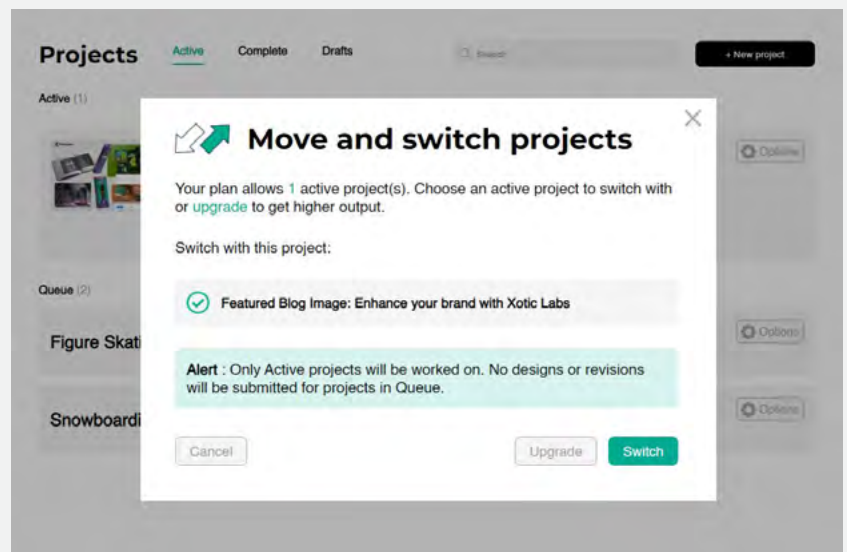 Projects
Active
Complete
Drafts
Search
+ New project
Active (1)
Move and switch projects
Options
Your plan allows 1 active project(s). Choose an active project to switch with
or upgrade to get higher output.
Switch with this project:
Queue (2)
Featured Blog Image: Enhance your brand with Xotic Labs
Figure Skati
Options
Alert : Only Active projects will be worked on. No designs or revisions
will be submitted for projects in Queue.
Snowboardi
Options
Cancel
Upgrade
Switch